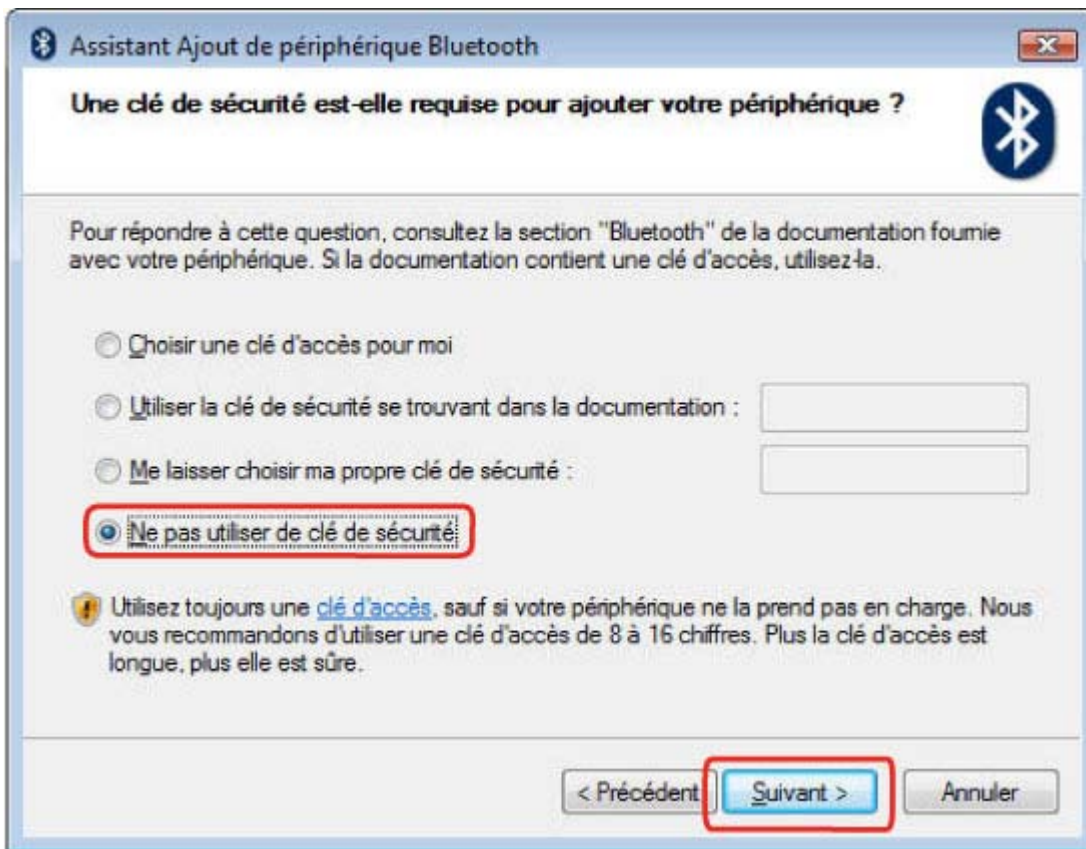 Assistant Ajout de périphérique Bluetooth
Une clé de sécurité est-elle requise pour ajouter votre périphérique ?
Pour répondre à cette question, consultez la section "Bluetooth" de la documentation fournie
avec votre périphérique. Si la documentation contient une clé d'accès, utilisez-la.
Choisir une clé d'accès pour moi
Utiliser la clé de sécurité se trouvant dans la documentation :
Me laisser choisir ma propre clé de sécurité :
Ne pas utiliser de clé de sécurité
Utilisez toujours une clé d'accès, sauf si votre périphérique ne la prend pas en charge. Nous
vous recommandons d'utiliser une clé d'accès de 8 à 16 chiffres. Plus la clé d'accès est
longue, plus elle est sûre.
< Précédent Suivant > Annuler